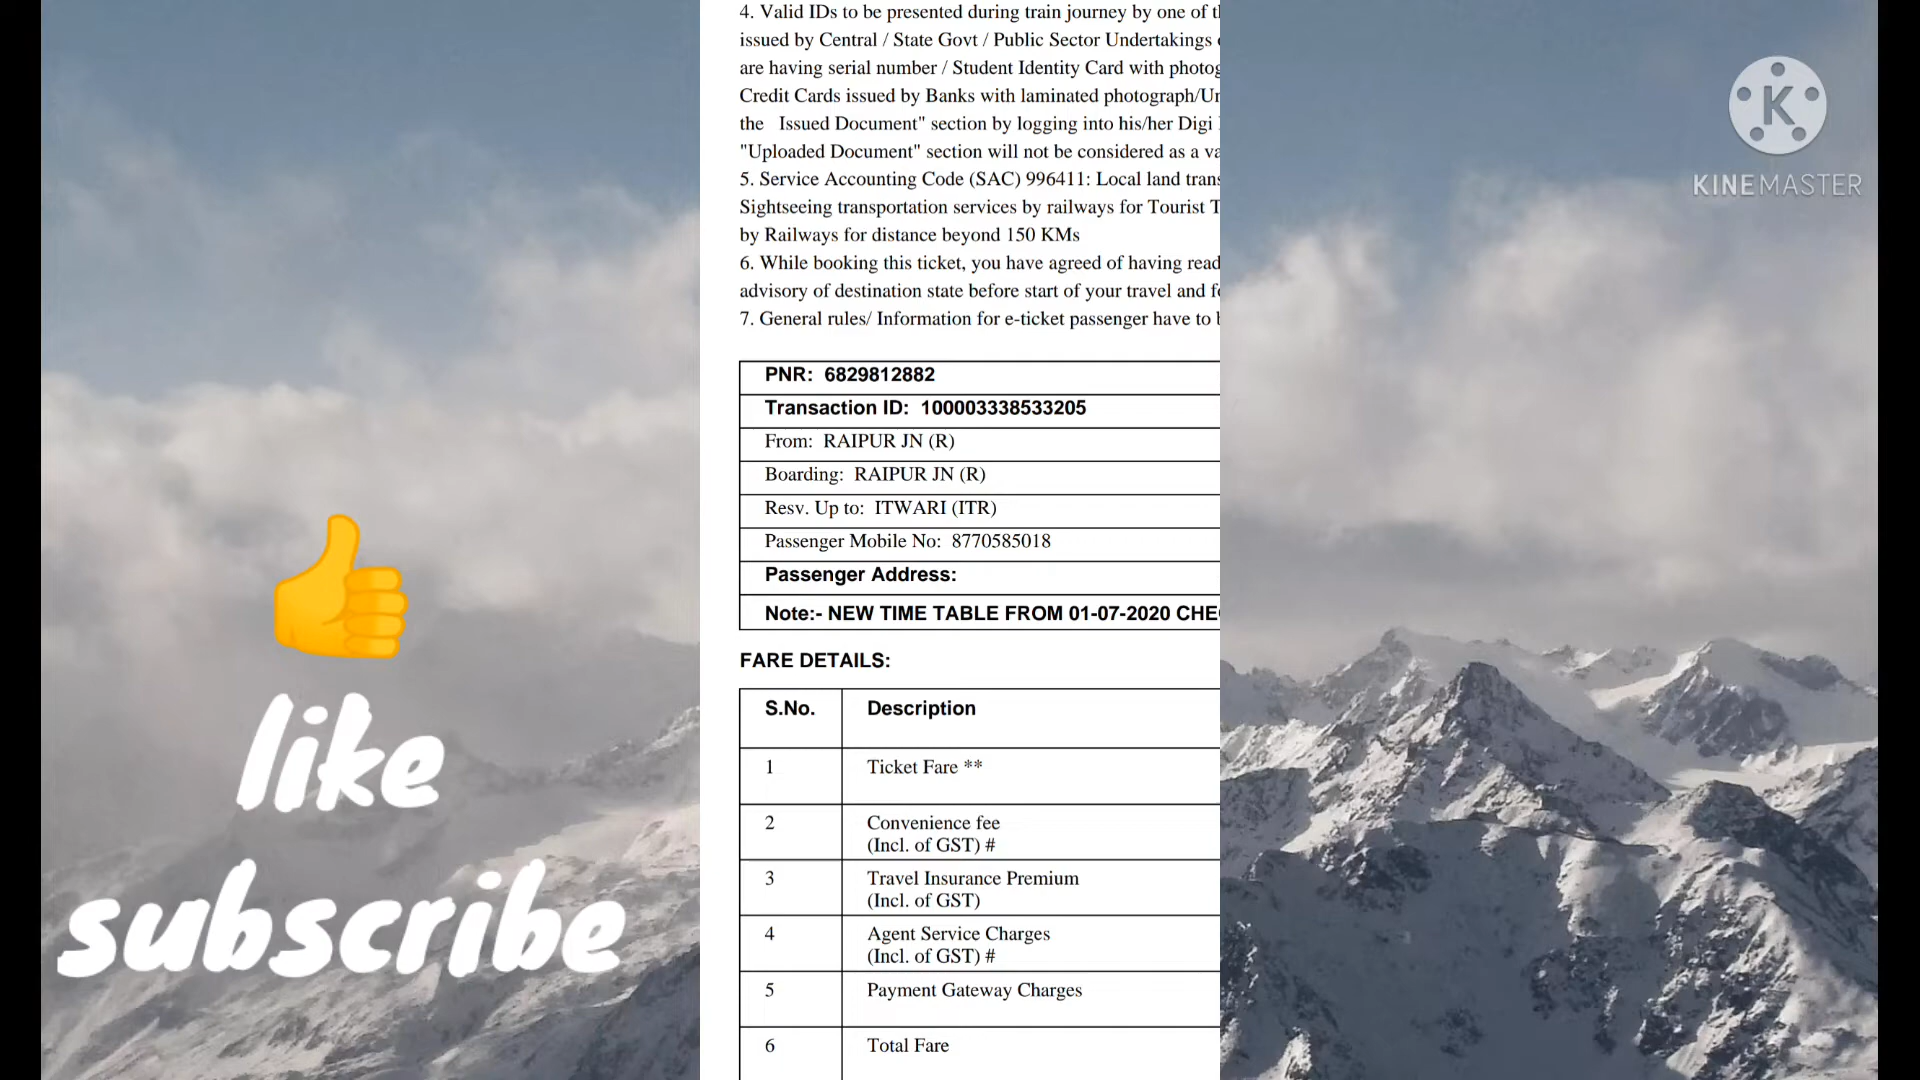 4. Valid IDs to be presented during train journey by one of
issued by Central / State Govt / Public Sector Undertakings
are having serial number / Student Identity Card with
Credit Cards issued by Banks with laminated
the Issued Document" section by logging into his/her Digi
"Uploaded Document" section will not be considered as a
5. Service Accounting Code (SAC) 996411: Local land
Sightseeing transportation services by railways for Tourist
by Railways for distance beyond 150 KMs
6. While booking this ticket, you have agreed of having read
advisory of destination state before start of your travel and
7. General rules/ Information for e-ticket passenger have to
PNR: 6829812882
Transaction ID: 100003338533205
From: RAIPUR JN (R)
Boarding: RAIPUR JN (R)
Resv. Up to: ITWARI (ITR)
Passenger Mobile No: 8770585018
Passenger Address:
Note:- NEW TIME TABLE FROM 01-07-2020
FARE DETAILS:
S.No. Description
1 Ticket Fare **
2 Convenience fee
(Incl. of GST) #
3 Travel Insurance Premium
(Incl. of GST)
4 Agent Service Charges
(Incl. of GST) #
5 Payment Gateway Charges
6 Total Fare
like
subscribe
K
KINEMASTER